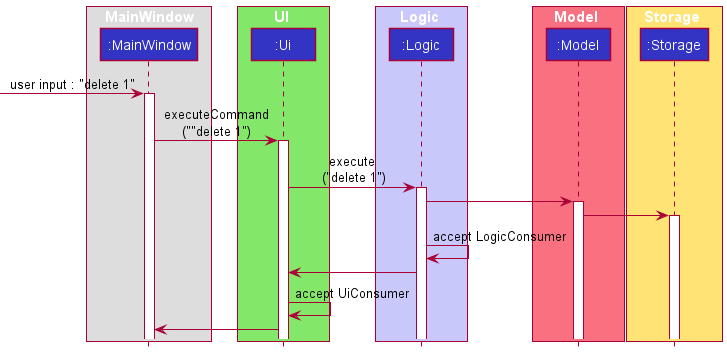 MainWindow
UI
Logic
Model
Storage
:MainWindow
:Ui
:Logic
:Model
:Storage
user input : "delete 1"
executeCommand
(""delete 1")
execute
("delete 1")
accept LogicConsumer
accept UiConsumer